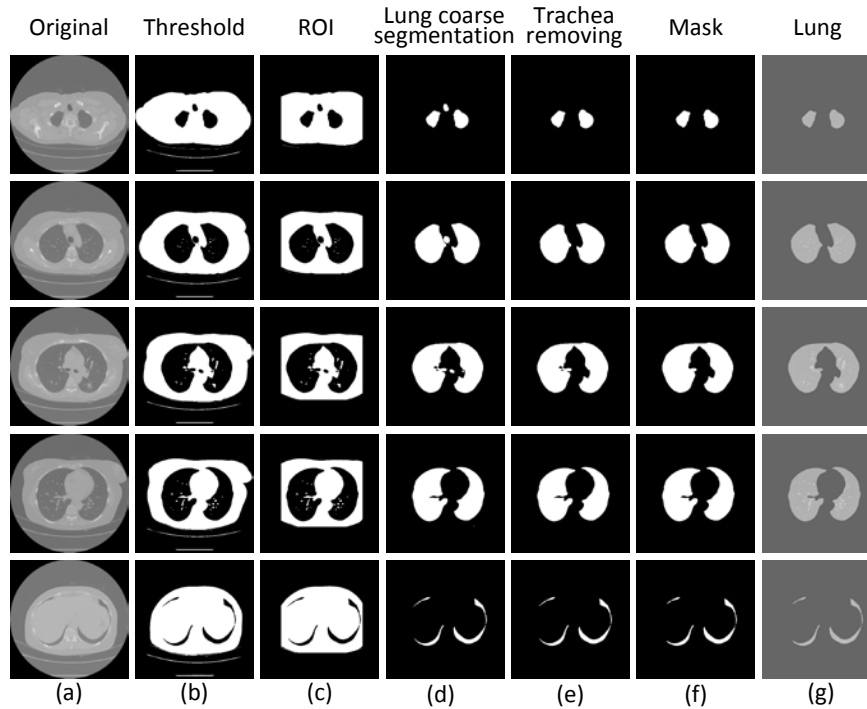 Original Threshold ROI Lung coarse segmentation Trachea removing Mask Lung
(a) (b) (c) (d) (e) (f) (g)